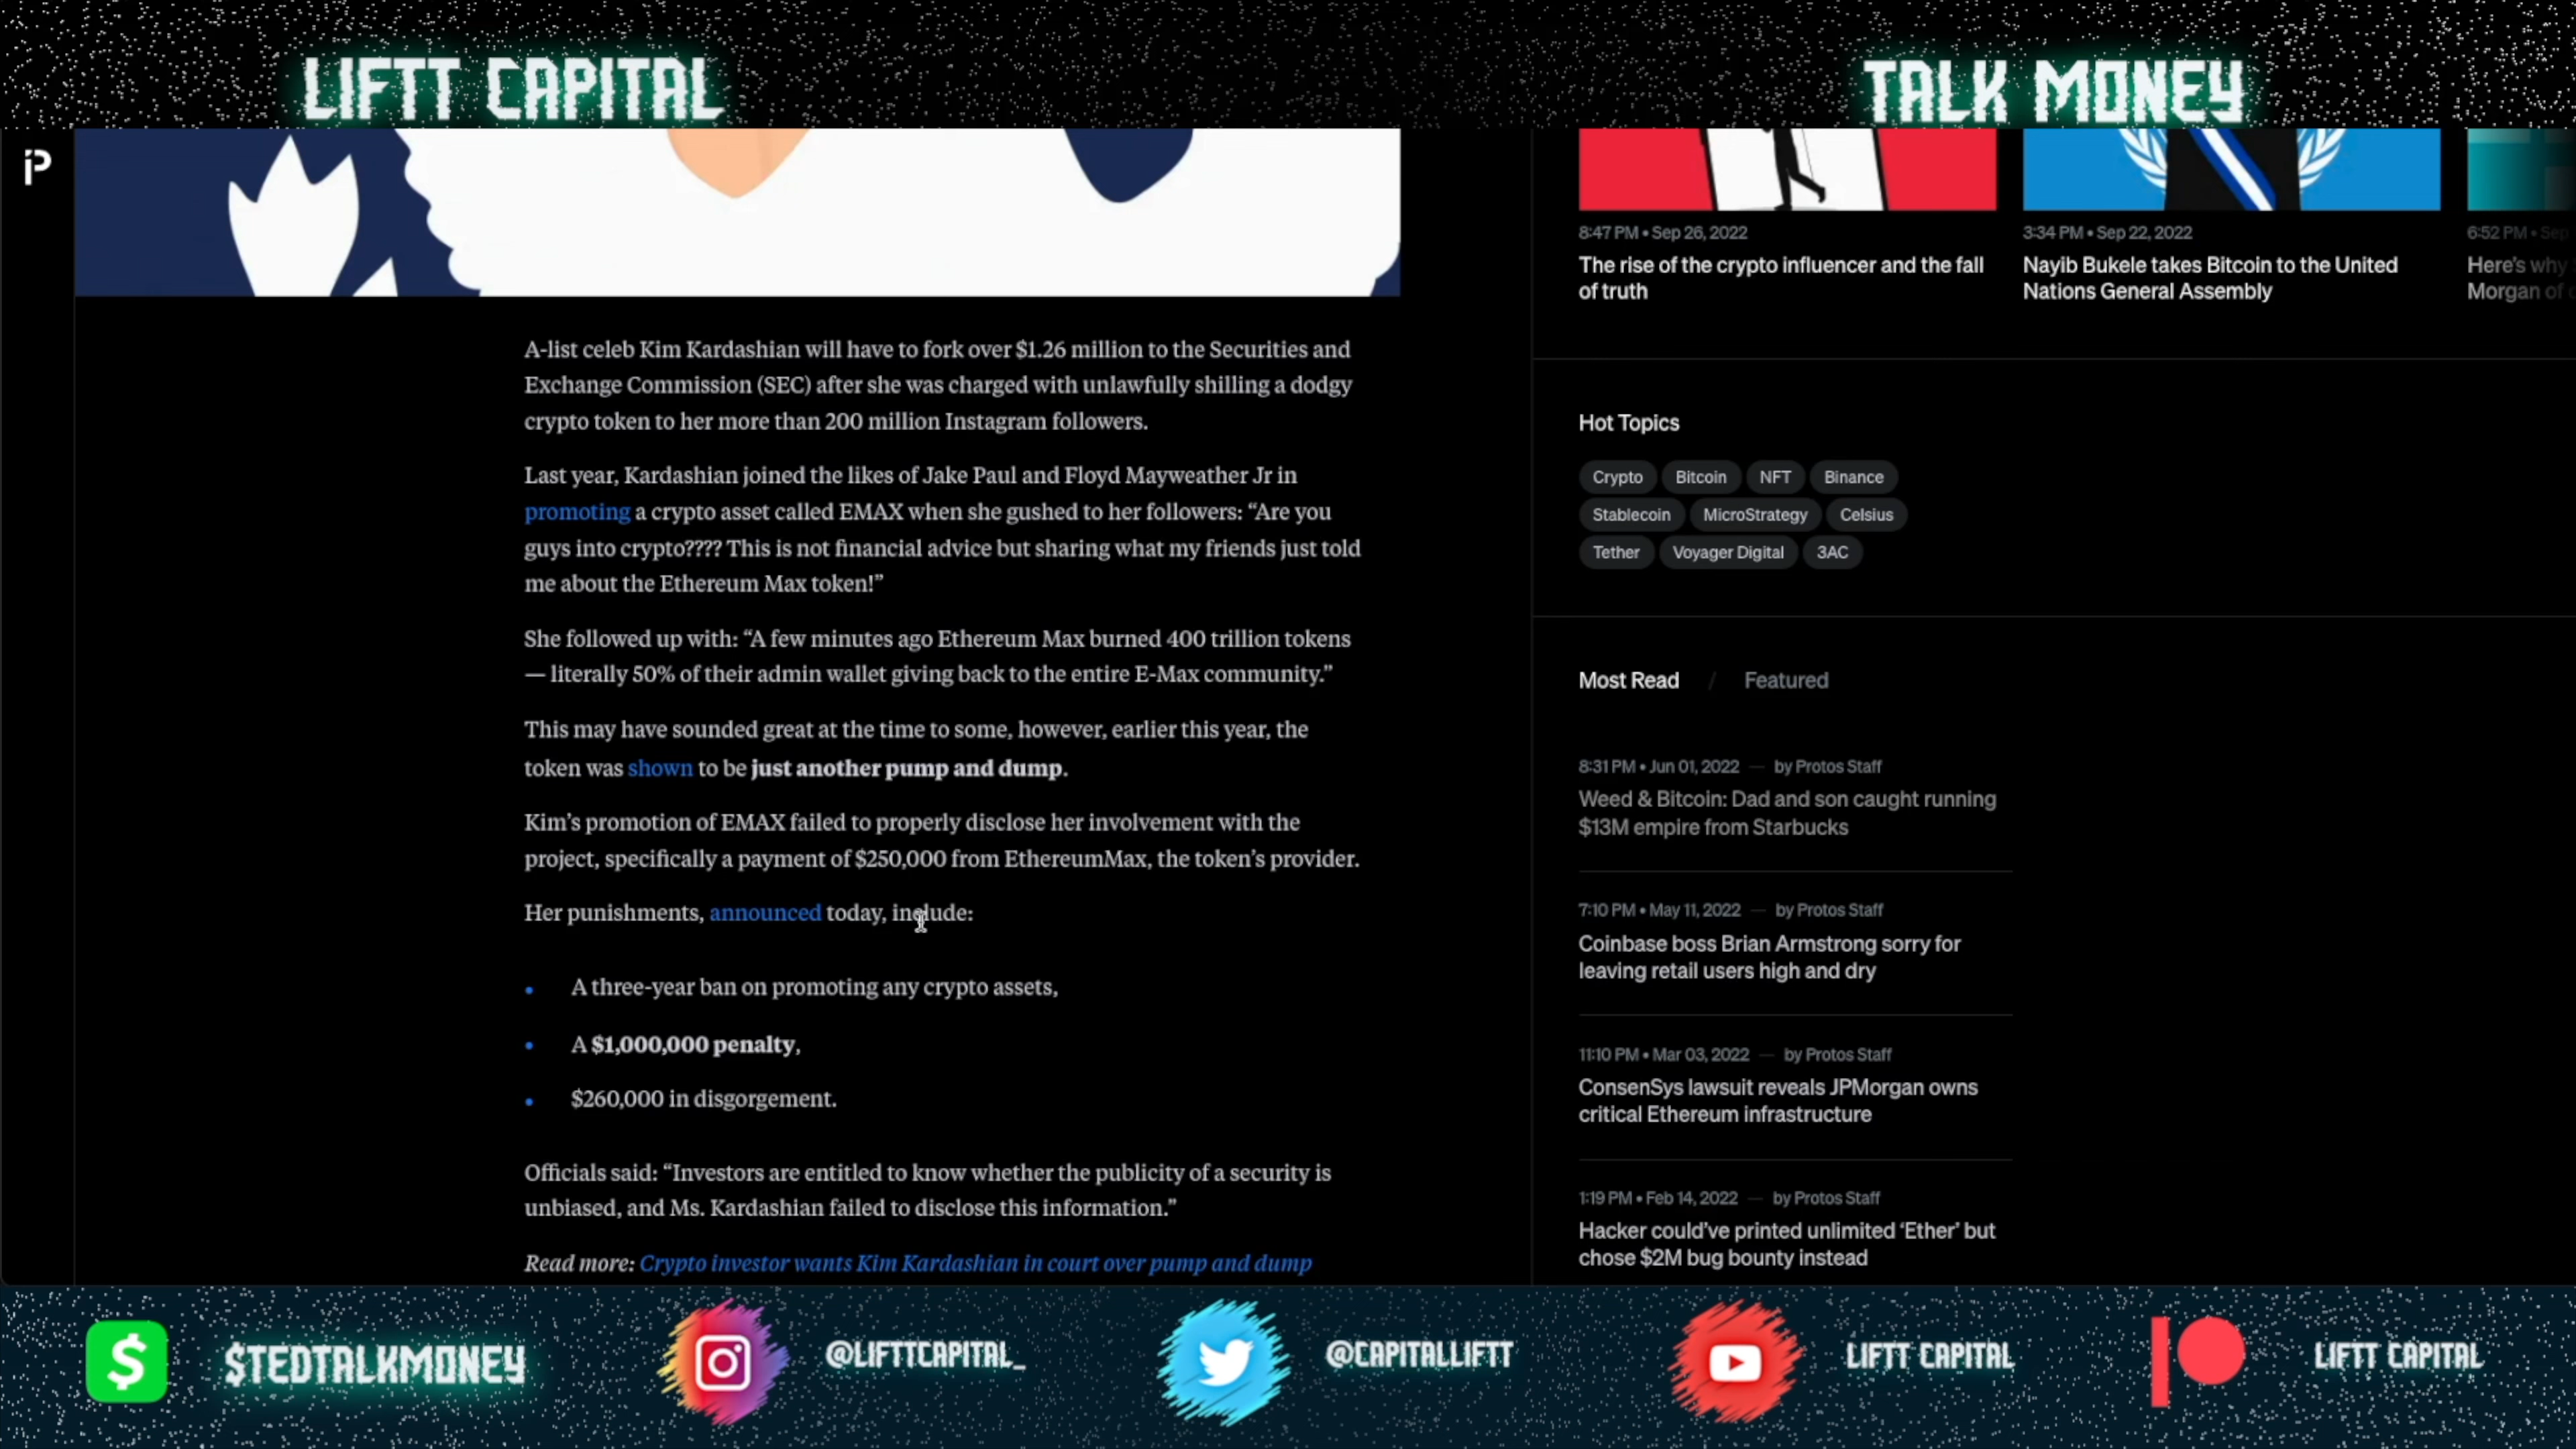 LIFTT CAPITAL
TALK MONEY
8:47 PM • Sep 26, 2022
The rise of the crypto influencer and the fall
of truth
3:34 PM • Sep 22, 2022
Nayib Bukele takes Bitcoin to the United
Nations General Assembly
6:52 PM • Sep
Here's why
Morgan of
A-list celeb Kim Kardashian will have to fork over $1.26 million to the Securities and
Exchange Commission (SEC) after she was charged with unlawfully shilling a dodgy
crypto token to her more than 200 million Instagram followers.
Last year, Kardashian joined the likes of Jake Paul and Floyd Mayweather Jr in
promoting a crypto asset called EMAX when she gushed to her followers: “Are you
guys into crypto???? This is not financial advice but sharing what my friends just told
me about the Ethereum Max token!”
She followed up with: “A few minutes ago Ethereum Max burned 400 trillion tokens
— literally 50% of their admin wallet giving back to the entire E-Max community.”
This may have sounded great at the time to some, however, earlier this year, the
token was shown to be just another pump and dump.
Kim’s promotion of EMAX failed to properly disclose her involvement with the
project, specifically a payment of $250,000 from EthereumMax, the token’s provider.
Her punishments, announced today, include:
• A three-year ban on promoting any crypto assets,
• A $1,000,000 penalty,
• $260,000 in disgorgement.
Officials said: “Investors are entitled to know whether the publicity of a security is
unbiased, and Ms. Kardashian failed to disclose this information.”
Read more: Crypto investor wants Kim Kardashian in court over pump and dump
Hot Topics
Crypto Bitcoin NFT Binance
Stablecoin MicroStrategy Celsius
Tether Voyager Digital 3AC
Most Read / Featured
8:31 PM • Jun 01, 2022 — by Protos Staff
Weed & Bitcoin: Dad and son caught running
$13M empire from Starbucks
7:10 PM • May 11, 2022 — by Protos Staff
Coinbase boss Brian Armstrong sorry for
leaving retail users high and dry
11:10 PM • Mar 03, 2022 — by Protos Staff
ConsenSys lawsuit reveals JPMorgan owns
critical Ethereum infrastructure
1:19 PM • Feb 14, 2022 — by Protos Staff
Hacker could’ve printed unlimited ‘Ether’ but
chose $2M bug bounty instead
$TEDTALKMONEY
@LIFTTCAPITAL_
@CAPITALLIFTT
LIFTT CAPITAL
LIFTT CAPITAL